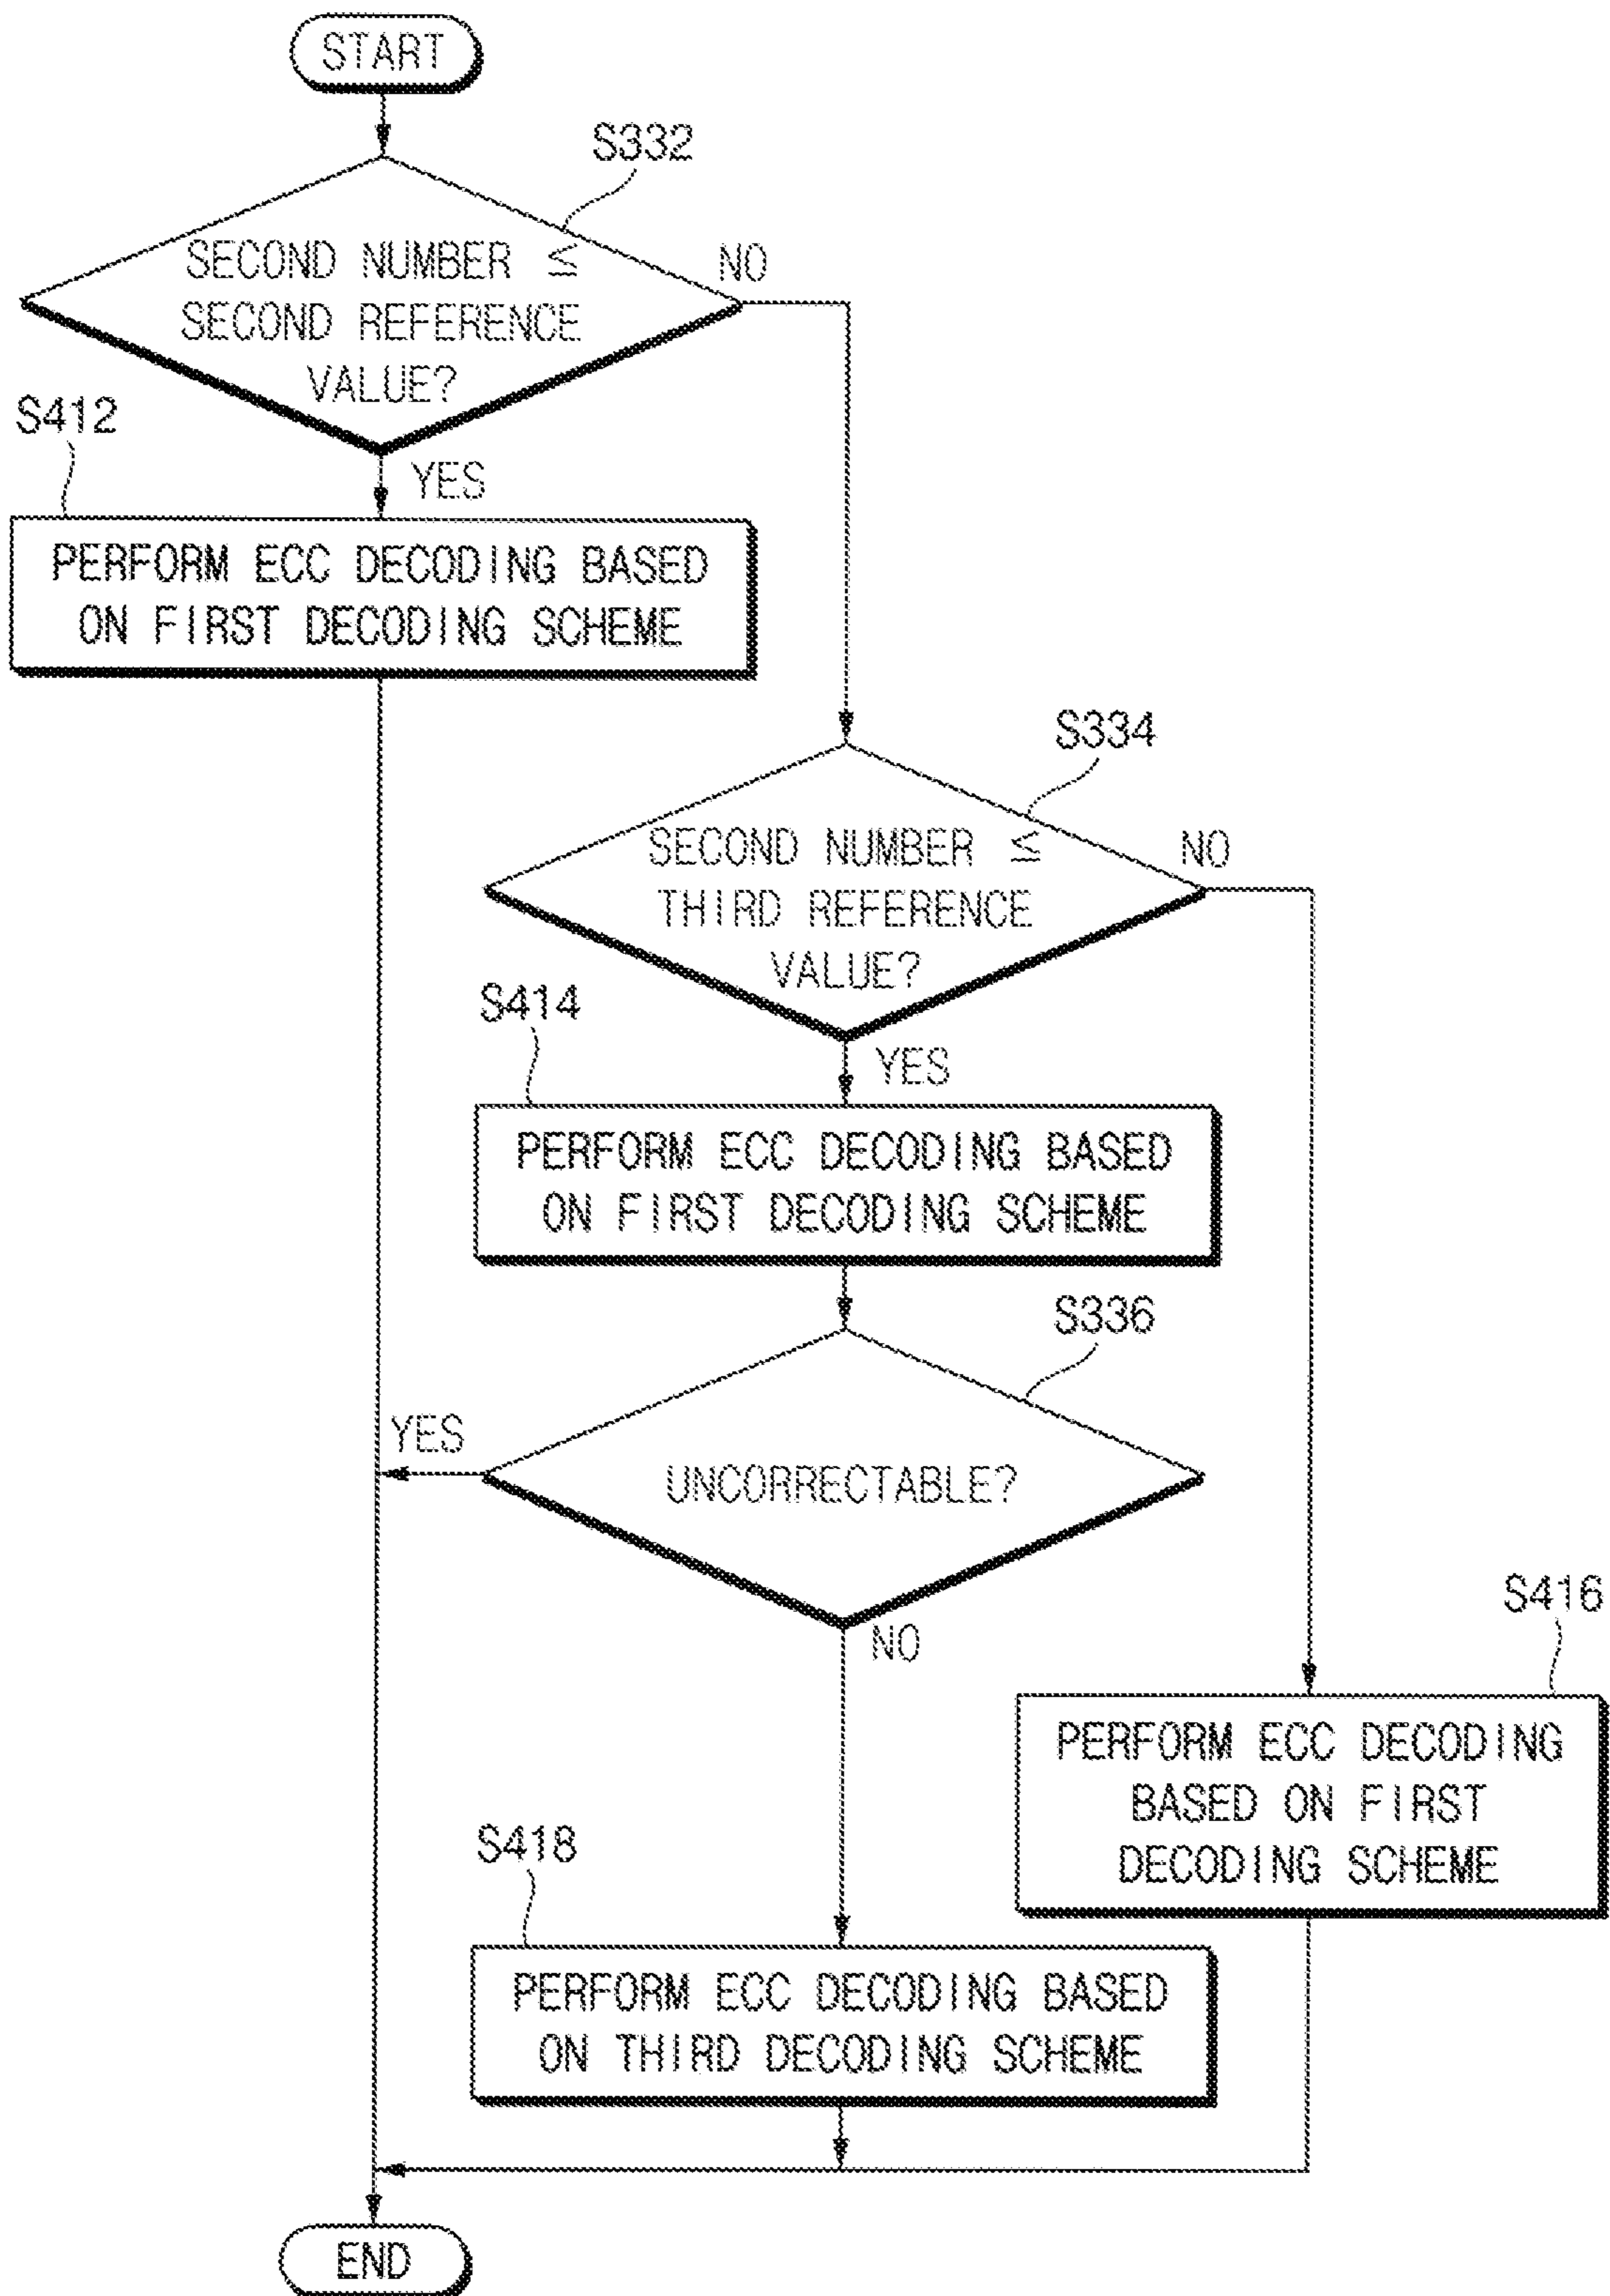 START
S332
SECOND NUMBER ≦
SECOND REFERENCE
VALUE?
NO
S412
YES
PERFORM ECC DECODING BASED
ON FIRST DECODING SCHEME
S334
SECOND NUMBER ≦
THIRD REFERENCE
VALUE?
NO
S414
YES
PERFORM ECC DECODING BASED
ON FIRST DECODING SCHEME
S336
YES
UNCORRECTABLE?
NO
S416
PERFORM ECC DECODING
BASED ON FIRST
DECODING SCHEME
S418
PERFORM ECC DECODING BASED
ON THIRD DECODING SCHEME
END